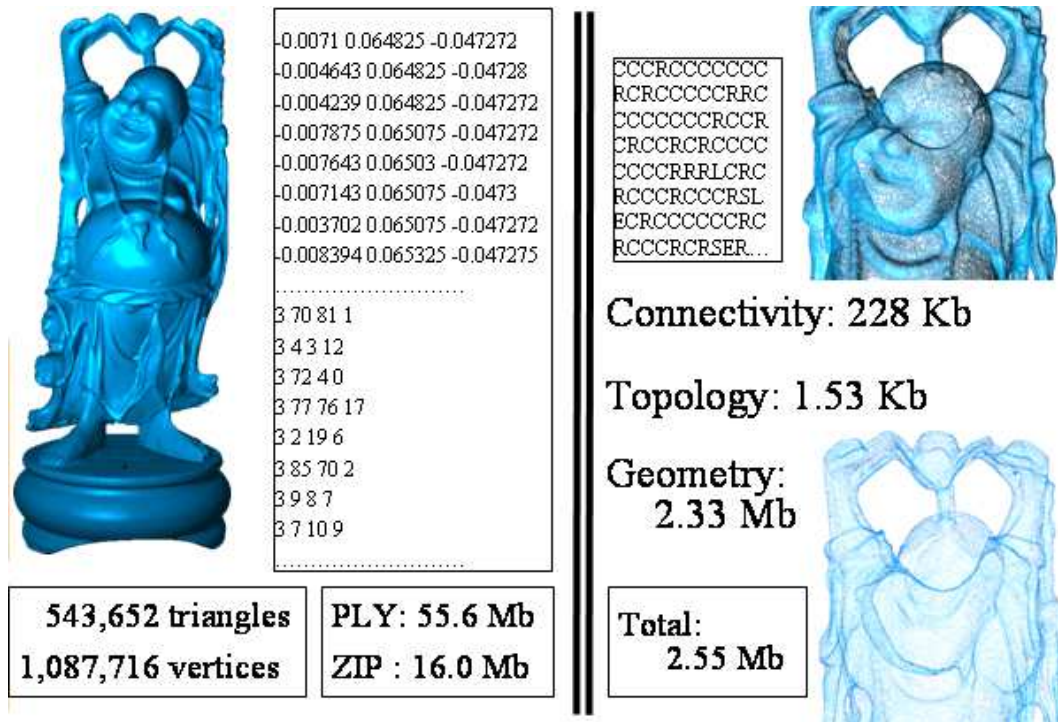 -0.0071 0.064825 -0.047272
-0.004643 0.064825 -0.04728
-0.004239 0.064825 -0.047272
-0.007875 0.065075 -0.047272
-0.007643 0.06503 -0.047272
-0.007143 0.065075 -0.0473
-0.003702 0.065075 -0.047272
-0.008394 0.065325 -0.047275
...........................
3 70 81 1
3 4 3 12
3 72 4 0
3 77 76 17
3 2 19 6
3 85 70 2
3 9 8 7
3 7 10 9
...........................
543,652 triangles
1,087,716 vertices
PLY: 55.6 Mb
ZIP : 16.0 Mb
CCCRCCCCCCC
RCRCCCCCRRC
CCCCCCCRCCR
CRCCRCRCCCC
CCCCRRRLCRC
RCCCRCCCRSL
ECRCCCCCCRC
RCCCRCRSER...
Connectivity: 228 Kb
Topology: 1.53 Kb
Geometry:
2.33 Mb
Total:
2.55 Mb